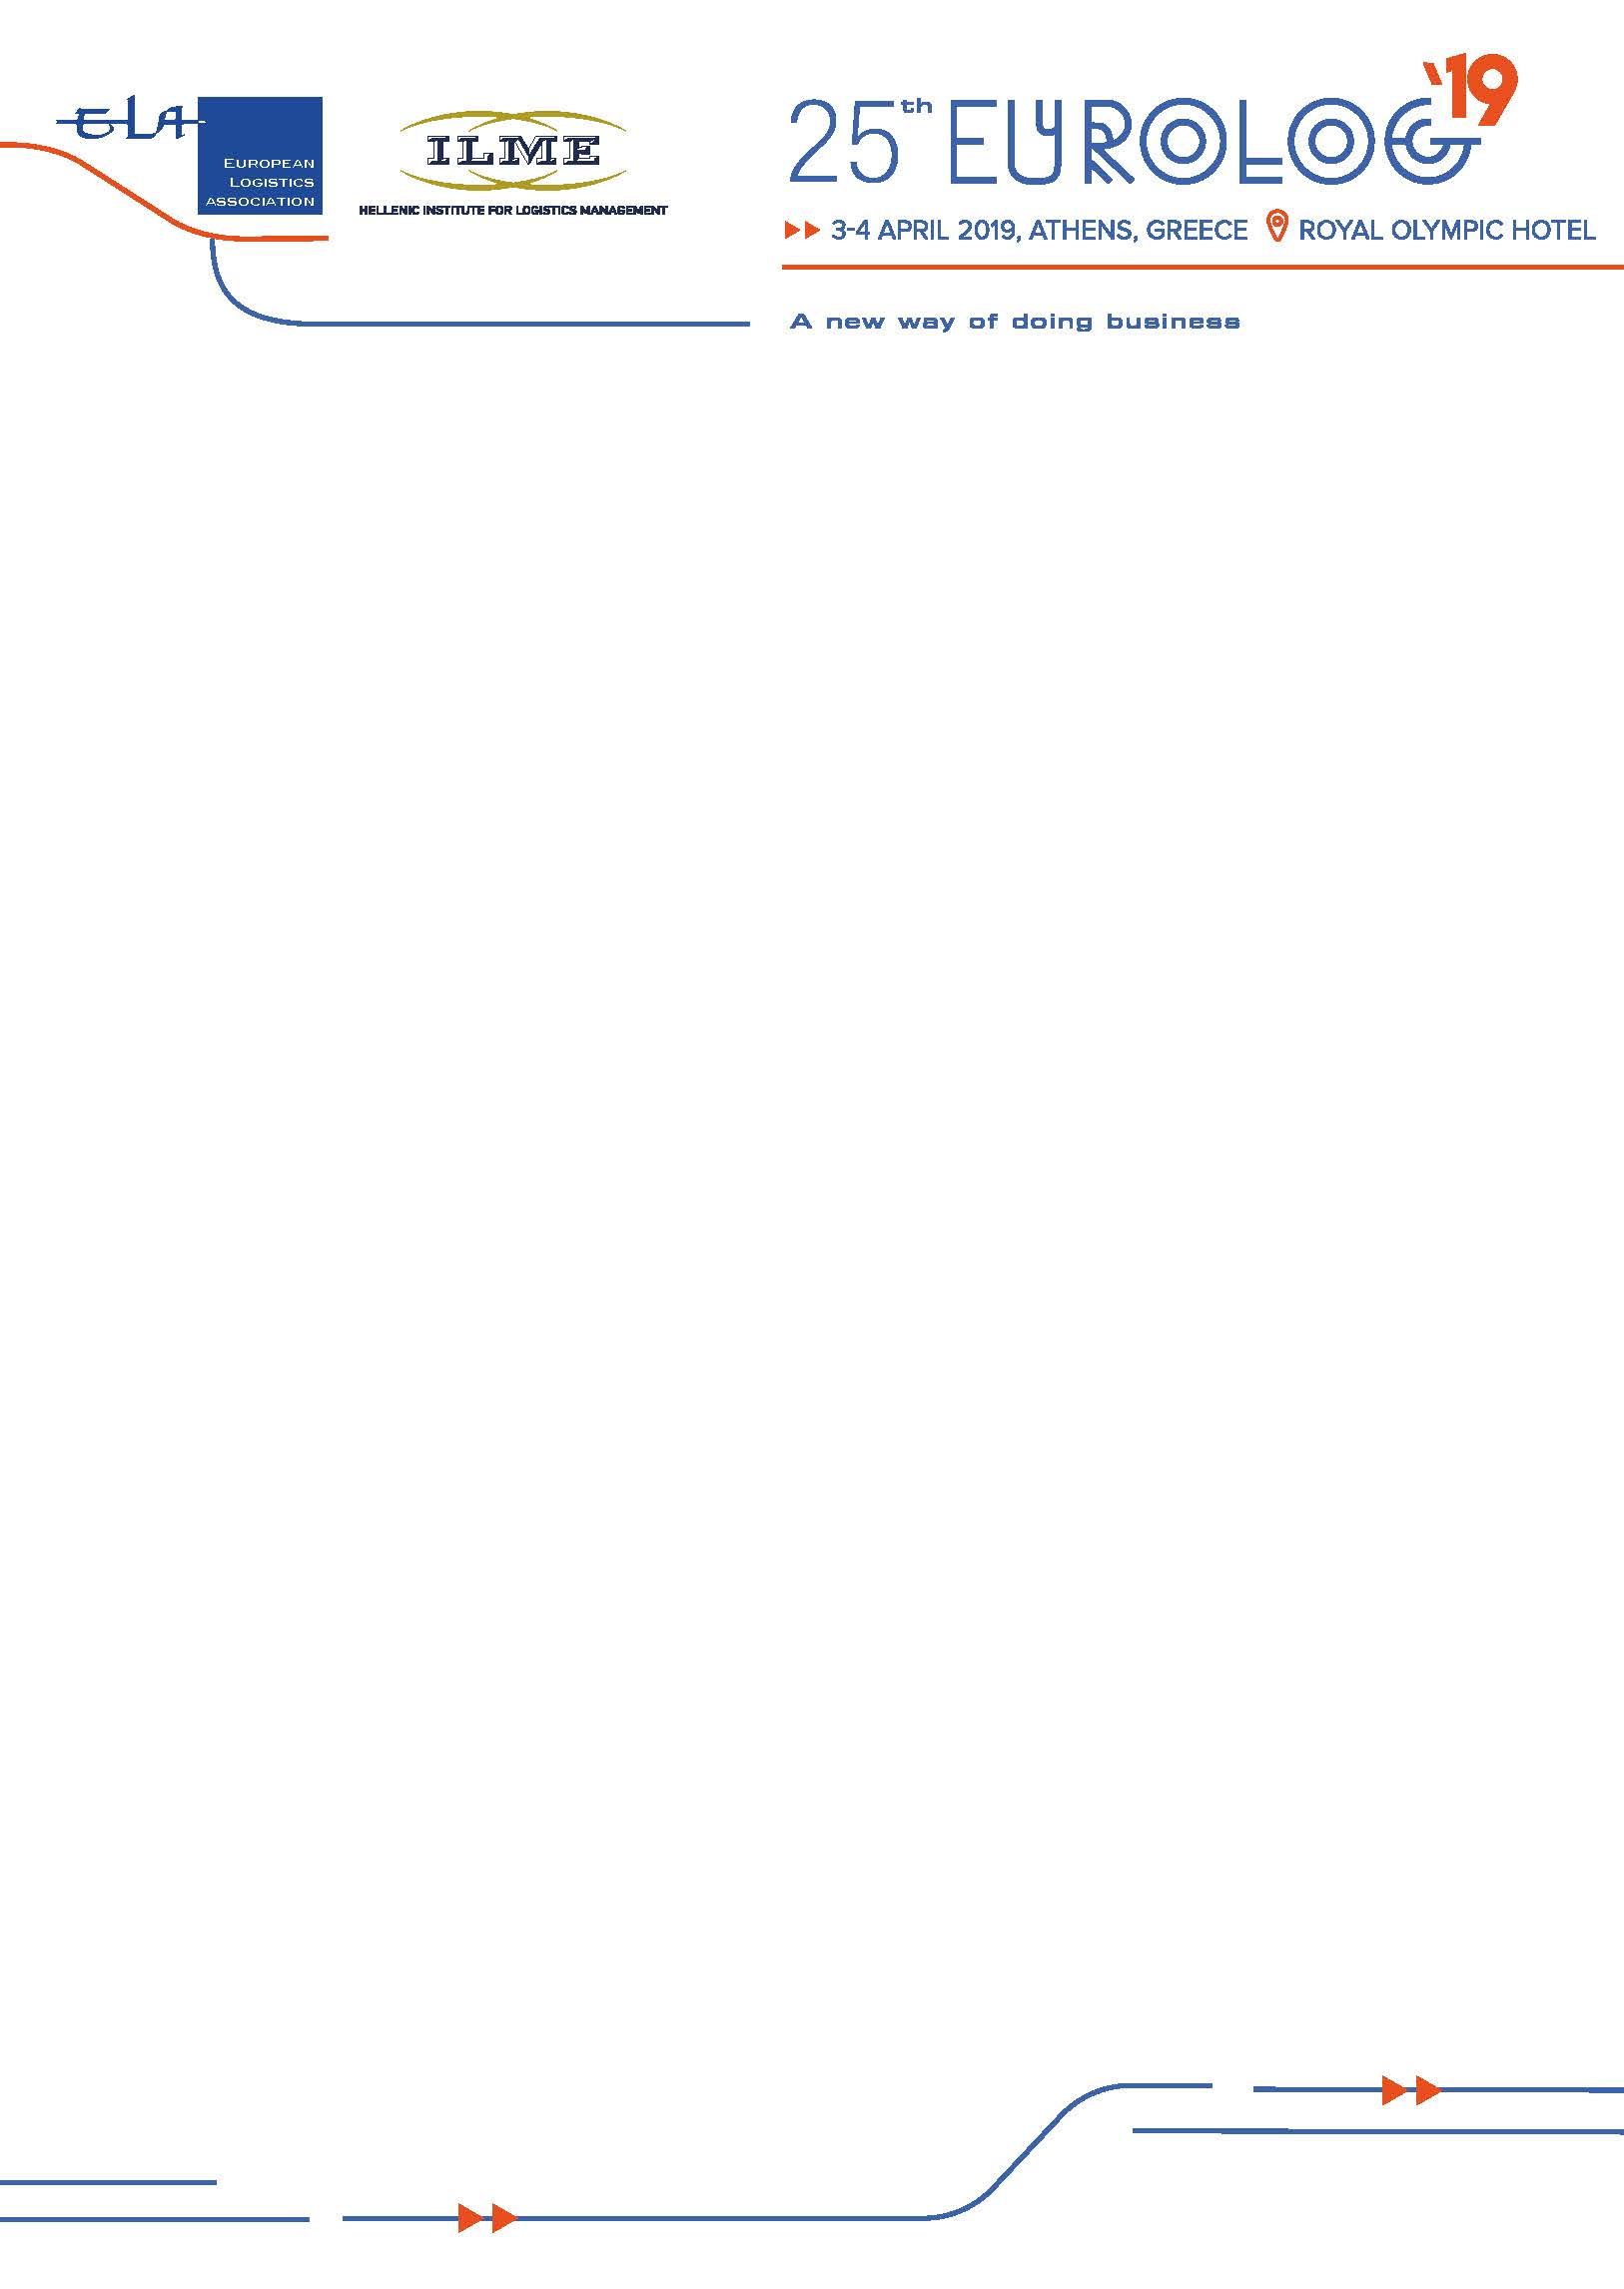 ELA
EUROPEAN
LOGISTICS
ASSOCIATION
ILME
HELLENIC INSTITUTE FOR LOGISTICS MANAGEMENT
25th EUROLOG '19
3-4 APRIL 2019, ATHENS, GREECE ROYAL OLYMPIC HOTEL
A new way of doing business